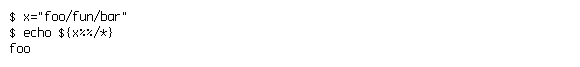 $ x="foo/fun/bar"
$ echo ${x%%/*}
foo